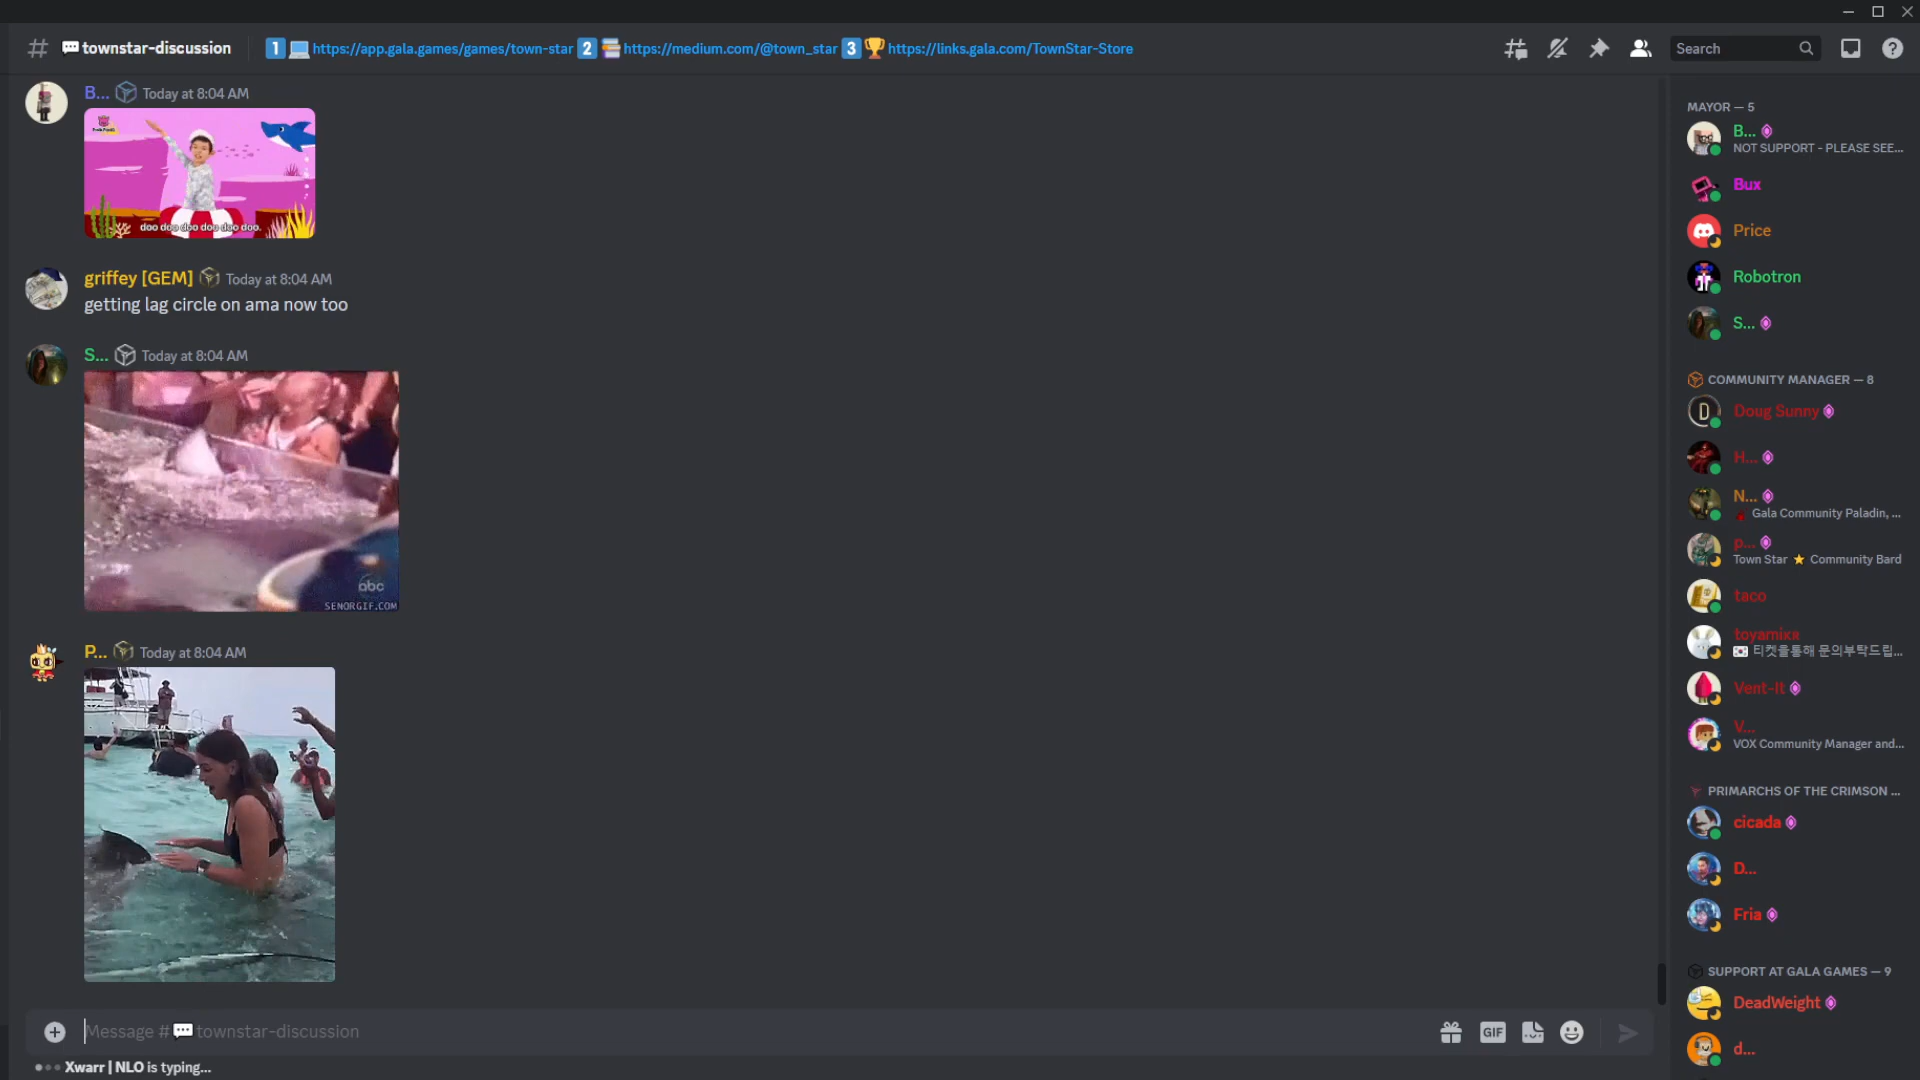 townstar-discussion
1 https://app.gala.games/games/town-star 2 https://medium.com/@town_star 3 https://links.gala.com/TownStar-Store
Search
B... Today at 8:04 AM
doo doo doo doo doo doo.
griffey [GEM] Today at 8:04 AM
getting lag circle on ama now too
S... Today at 8:04 AM
abc
SENORGIF.COM
P... Today at 8:04 AM
Message # townstar-discussion
GIF
Xwarr | NLO is typing...
MAYOR — 5
B...
NOT SUPPORT - PLEASE SEE...
Bux
Price
Robotron
S...
COMMUNITY MANAGER — 8
D
Doug Sunny
H...
N...
Gala Community Paladin, ...
p...
Town Star ⭐ Community Bard
taco
toyamixя
🇰🇷 티켓을통해 문의부탁드립...
Vent-It
V...
VOX Community Manager and...
PRIMARCHS OF THE CRIMSON ...
cicada
D...
Fria
SUPPORT AT GALA GAMES — 9
DeadWeight
d...